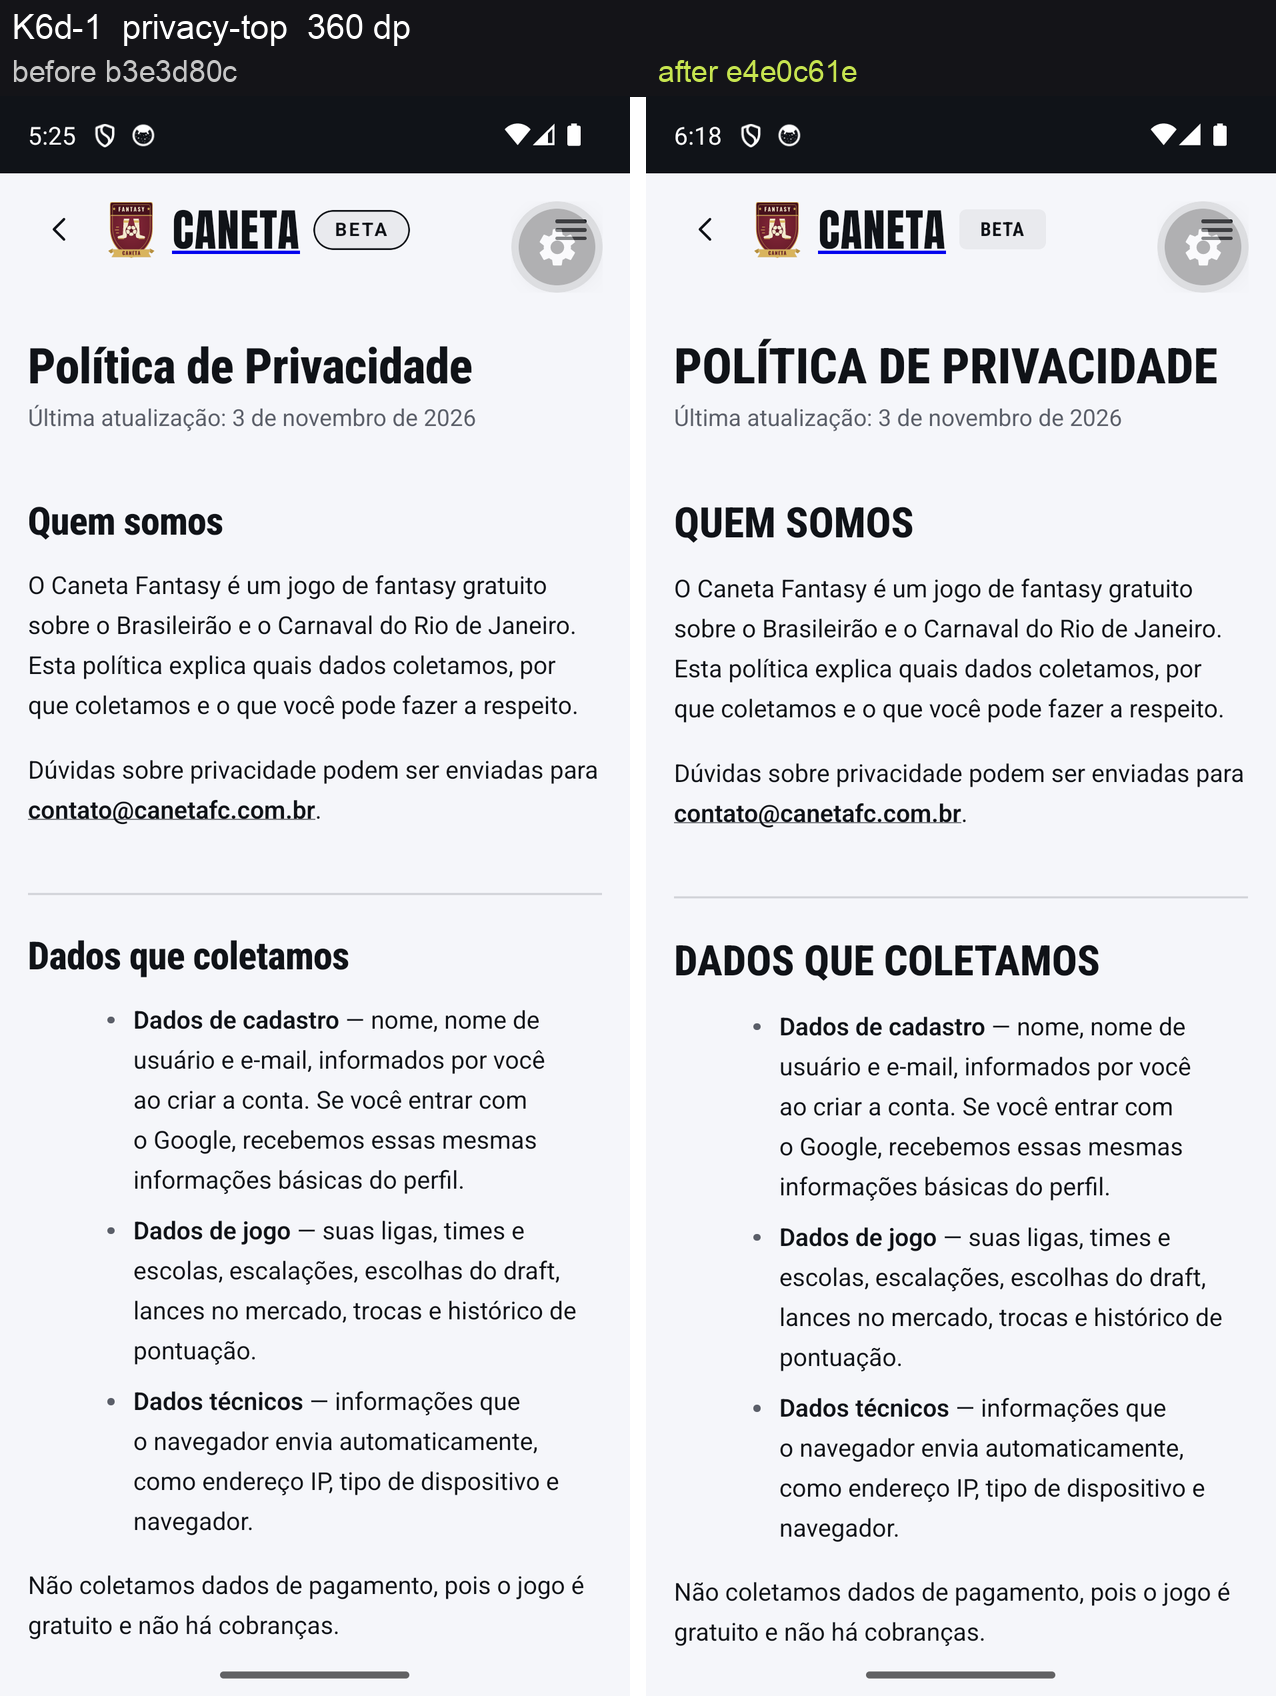 K6d-1 privacy-top 360 dp
before b3e3d80c
after e4e0c61e
5:25
FANTASY
CANETA
CANETA
BETA
Política de Privacidade
Última atualização: 3 de novembro de 2026
Quem somos
O Caneta Fantasy é um jogo de fantasy gratuito
sobre o Brasileirão e o Carnaval do Rio de Janeiro.
Esta política explica quais dados coletamos, por
que coletamos e o que você pode fazer a respeito.
Dúvidas sobre privacidade podem ser enviadas para
contato@canetafc.com.br.
Dados que coletamos
• Dados de cadastro — nome, nome de
usuário e e-mail, informados por você
ao criar a conta. Se você entrar com
o Google, recebemos essas mesmas
informações básicas do perfil.
• Dados de jogo — suas ligas, times e
escolas, escalações, escolhas do draft,
lances no mercado, trocas e histórico de
pontuação.
• Dados técnicos — informações que
o navegador envia automaticamente,
como endereço IP, tipo de dispositivo e
navegador.
Não coletamos dados de pagamento, pois o jogo é
gratuito e não há cobranças.
6:18
FANTASY
CANETA
CANETA
BETA
POLÍTICA DE PRIVACIDADE
Última atualização: 3 de novembro de 2026
QUEM SOMOS
O Caneta Fantasy é um jogo de fantasy gratuito
sobre o Brasileirão e o Carnaval do Rio de Janeiro.
Esta política explica quais dados coletamos, por
que coletamos e o que você pode fazer a respeito.
Dúvidas sobre privacidade podem ser enviadas para
contato@canetafc.com.br.
DADOS QUE COLETAMOS
• Dados de cadastro — nome, nome de
usuário e e-mail, informados por você
ao criar a conta. Se você entrar com
o Google, recebemos essas mesmas
informações básicas do perfil.
• Dados de jogo — suas ligas, times e
escolas, escalações, escolhas do draft,
lances no mercado, trocas e histórico de
pontuação.
• Dados técnicos — informações que
o navegador envia automaticamente,
como endereço IP, tipo de dispositivo e
navegador.
Não coletamos dados de pagamento, pois o jogo é
gratuito e não há cobranças.